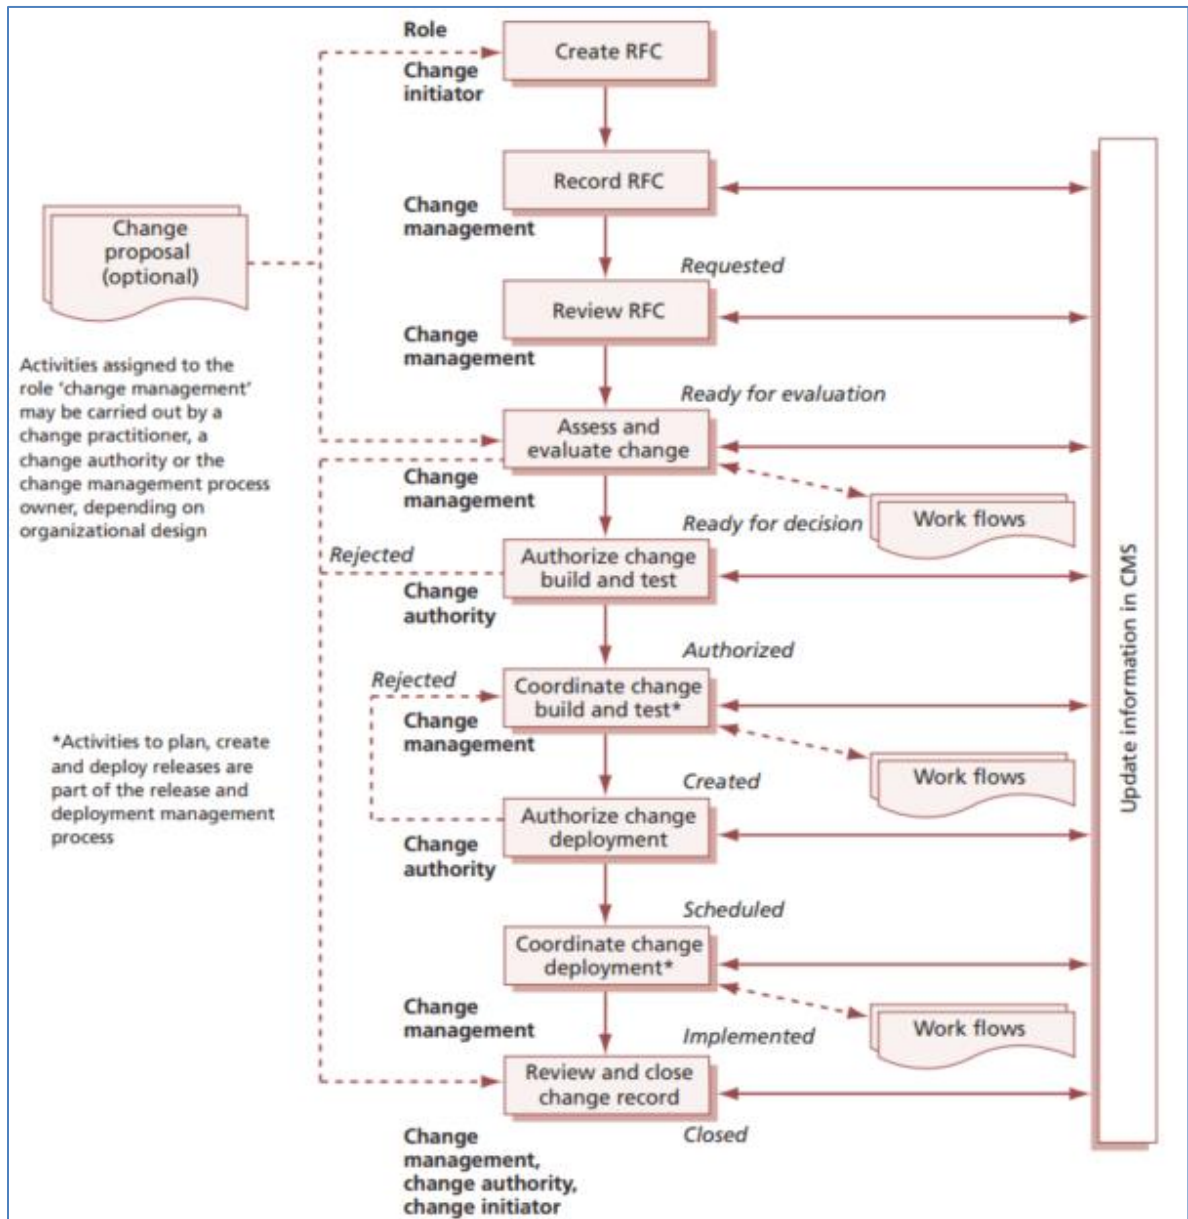 Role
Create RFC
Change
initiator
Record RFC
Change
management
Change
proposal
(optional)
Requested
Review RFC
Change
management
Activities assigned to the
role ‘change management’
may be carried out by a
change practitioner, a
change authority or the
change management process
owner, depending on
organizational design
Ready for evaluation
Assess and
evaluate change
Change
management
Work flows
Ready for decision
Rejected
Authorize change
build and test
Change
authority
Authorized
Rejected
Coordinate change
build and test*
Change
management
*Activities to plan, create
and deploy releases are
part of the release and
deployment management
process
Work flows
Created
Authorize change
deployment
Change
authority
Scheduled
Coordinate change
deployment*
Change
management
Work flows
Implemented
Review and close
change record
Closed
Change
management,
change authority,
change initiator
Update information in CMS